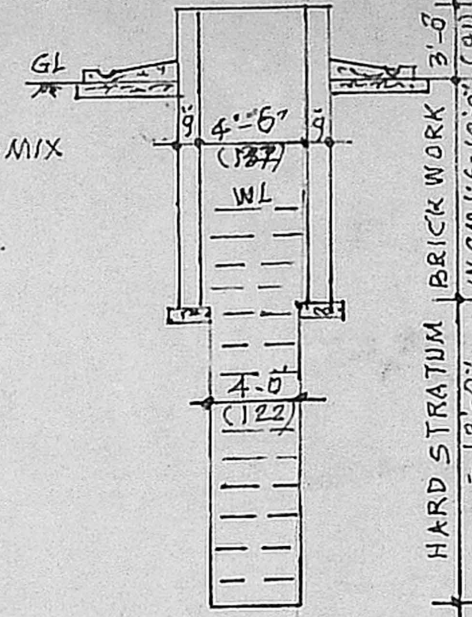 GL
MIX
9"
4'-6"
9"
(137)
WL
4-0'
(122)
3'-0"
BRICK WORK
HARD STRATUM